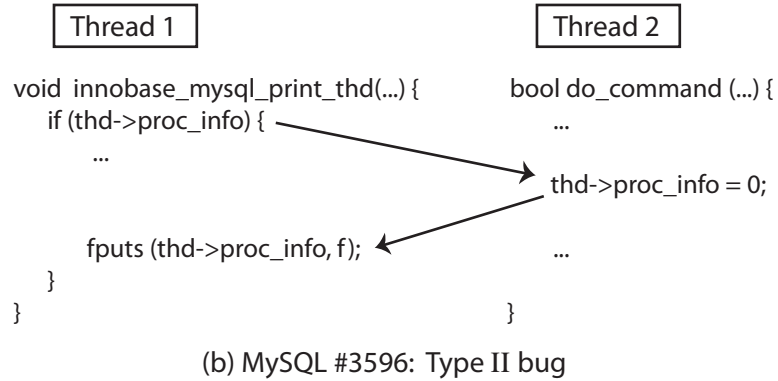 Thread 1
Thread 2
void innobase_mysql_print_thd(...) {
if (thd->proc_info) {
...
fputs (thd->proc_info, f);
}
}
bool do_command (...) {
...
thd->proc_info = 0;
...
}
(b) MySQL #3596: Type II bug